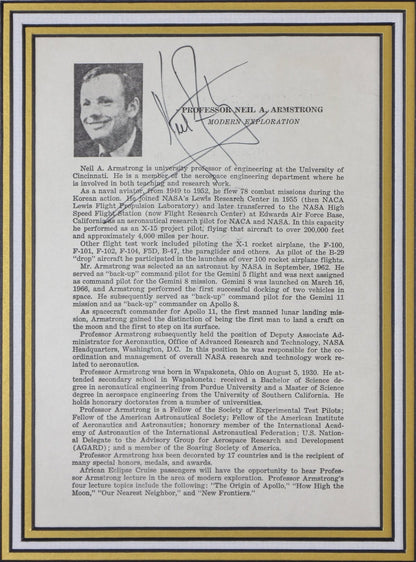 PROFESSOR NEIL A. ARMSTRONG
MODERN EXPLORATION
Neil A. Armstrong is university professor of engineering at the University of
Cincinnati. He is a member of the aerospace engineering department where he
is involved in both teaching and research work.
As a naval aviator, from 1949 to 1952, he flew 78 combat missions during the
Korean action. He joined NASA's Lewis Research Center in 1955 (then NACA
Lewis Flight Propulsion Laboratory) and later transferred to the NASA High
Speed Flight Station (now Flight Research Center) at Edwards Air Force Base,
California as an aeronautical research pilot for NACA and NASA. In this capacity
he performed as an X-15 project pilot, flying that aircraft to over 200,000 feet
and approximately 4,000 miles per hour.
Other flight test work included piloting the X-1 rocket airplane, the F-100,
F-101, F-102, F-104, F5D, B-47, the paraglider and others. As pilot of the B-29
"drop" aircraft he participated in the launches of over 100 rocket airplane flights.
Mr. Armstrong was selected as an astronaut by NASA in September, 1962. He
served as "back-up" command pilot for the Gemini 5 flight and was next assigned
as command pilot for the Gemini 8 mission. Gemini 8 was launched on March 16,
1966, and Armstrong performed the first successful docking of two vehicles in
space. He subsequently served as "back-up" command pilot for the Gemini 11
mission and as "back-up" commander on Apollo 8.
As spacecraft commander for Apollo 11, the first manned lunar landing mis-
sion, Armstrong gained the distinction of being the first man to land a craft on
the moon and the first to step on its surface.
Professor Armstrong subsequently held the position of Deputy Associate Ad-
ministrator for Aeronautics, Office of Advanced Research and Technology, NASA
Headquarters, Washington, D.C. In this position he was responsible for the co-
ordination and management of overall NASA research and technology work re-
lated to aeronautics.
Professor Armstrong was born in Wapakoneta, Ohio on August 5, 1930. He at-
tended secondary school in Wapakoneta: received a Bachelor of Science de-
gree in aeronautical engineering from Purdue University and a Master of Science
degree in aerospace engineering from the University of Southern California. He
holds honorary doctorates from a number of universities.
Professor Armstrong is a Fellow of the Society of Experimental Test Pilots;
Fellow of the American Astronautical Society; Fellow of the American Institute
of Aeronautics and Astronautics; honorary member of the International Acad-
emy of Astronautics of the International Astronautical Federation; U.S. Nation-
al Delegate to the Advisory Group for Aerospace Research and Development
(AGARD); and a member of the Soaring Society of America.
Professor Armstrong has been decorated by 17 countries and is the recipient of
many special honors, medals, and awards.
African Eclipse Cruise passengers will have the opportunity to hear Profes-
sor Armstrong lecture in the area of modern exploration. Professor Armstrong's
four lecture topics include the following: "The Origin of Apollo," "How High the
Moon," "Our Nearest Neighbor," and "New Frontiers."